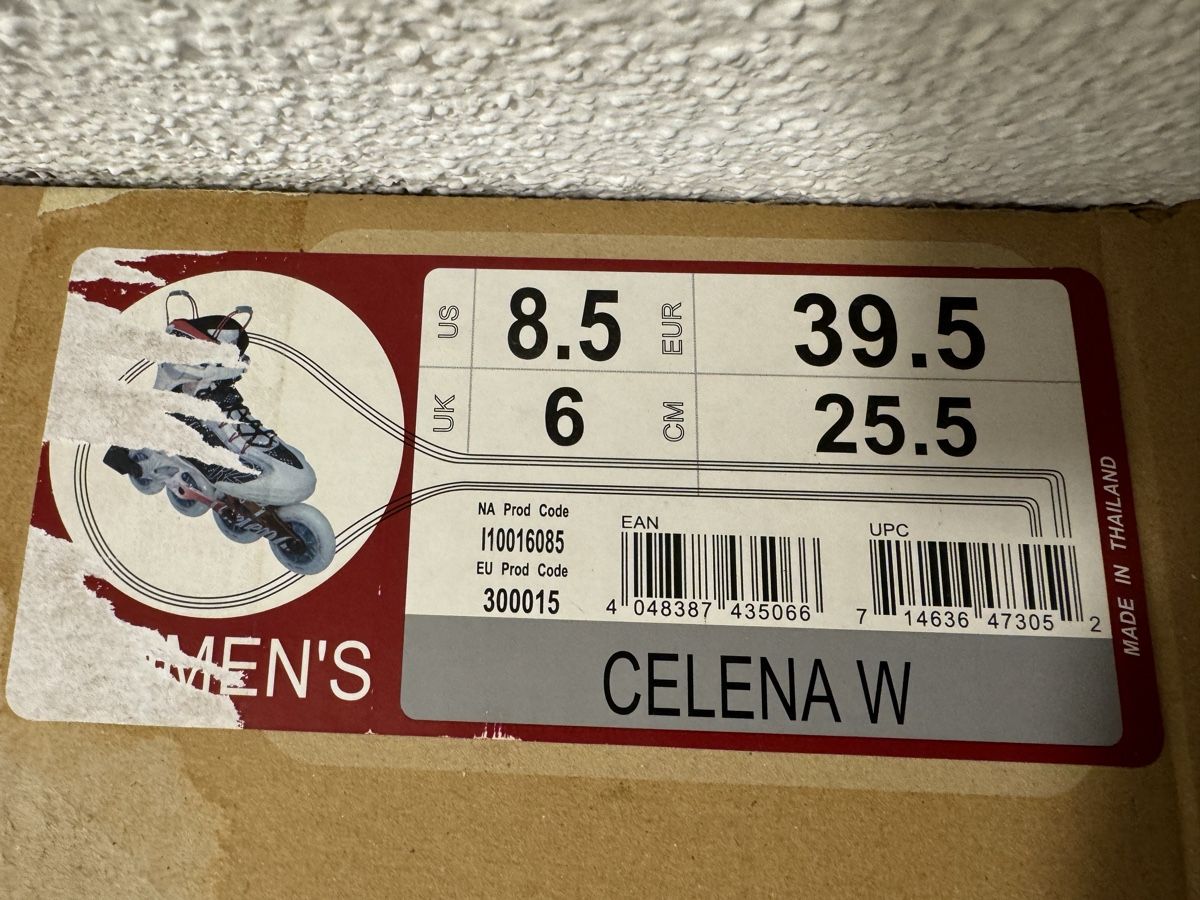 US 8.5 EUR 39.5
UK 6 CM 25.5
NA Prod Code
I10016085
EU Prod Code
300015
EAN
4 048387 435066
UPC
7 14636 47305 2
MEN'S
CELENA W
MADE IN THAILAND